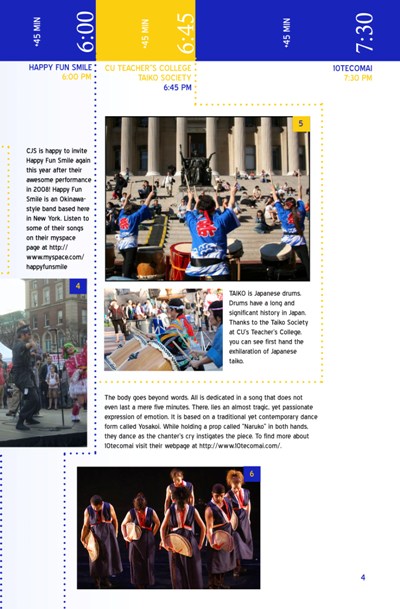 ~45 MIN
6:00
~45 MIN
6:45
~45 MIN
7:30
HAPPY FUN SMILE
6:00 PM
CU TEACHER'S COLLEGE
TAIKO SOCIETY
6:45 PM
10TECOMAI
7:30 PM
5
CJS is happy to invite
Happy Fun Smile again
this year after their
awesome performance
in 2008! Happy Fun
Smile is an Okinawa-
style band based here
in New York. Listen to
some of their songs
on their myspace
page at http://
www.myspace.com/
happyfunsmile
4
TAIKO is Japanese drums.
Drums have a long and
significant history in Japan.
Thanks to the Taiko Society
at CU's Teacher's College,
you can see first hand the
exhilaration of Japanese
taiko.
The body goes beyond words. All is dedicated in a song that does not
even last a mere five minutes. There, lies an almost tragic, yet passionate
expression of emotion. It is based on a traditional yet contemporary dance
form called Yosakoi. While holding a prop called "Naruko" in both hands,
they dance as the chanter's cry instigates the piece. To find more about
10tecomai visit their webpage at http://www.10tecomai.com/.
6
4